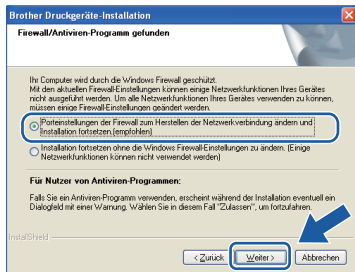 Brother Druckgeräte-Installation
Firewall/Antiviren-Programm gefunden
Ihr Computer wird durch die Windows Firewall geschützt.
Mit den aktuellen Firewall-Einstellungen können einige Netzwerkfunktionen Ihres Gerätes
nicht ausgeführt werden. Um alle Netzwerkfunktionen Ihres Gerätes verwenden zu können,
müssen einige Firewall-Einstellungen geändert werden.
Porteinstellungen der Firewall zum Herstellen der Netzwerkverbindung ändern und
Installation fortsetzen.(empfohlen)
Installation fortsetzen ohne die Windows Firewall-Einstellungen zu ändern. (Einige
Netzwerkfunktionen können nicht verwendet werden)
Für Nutzer von Antiviren-Programmen:
Falls Sie ein Antiviren-Programm verwenden, erscheint während der Installation eventuell ein
Dialogfeld mit einer Warnung. Wählen Sie in diesem Fall "Zulassen", um fortzufahren.
InstallShield
< Zurück
Weiter >
Abbrechen